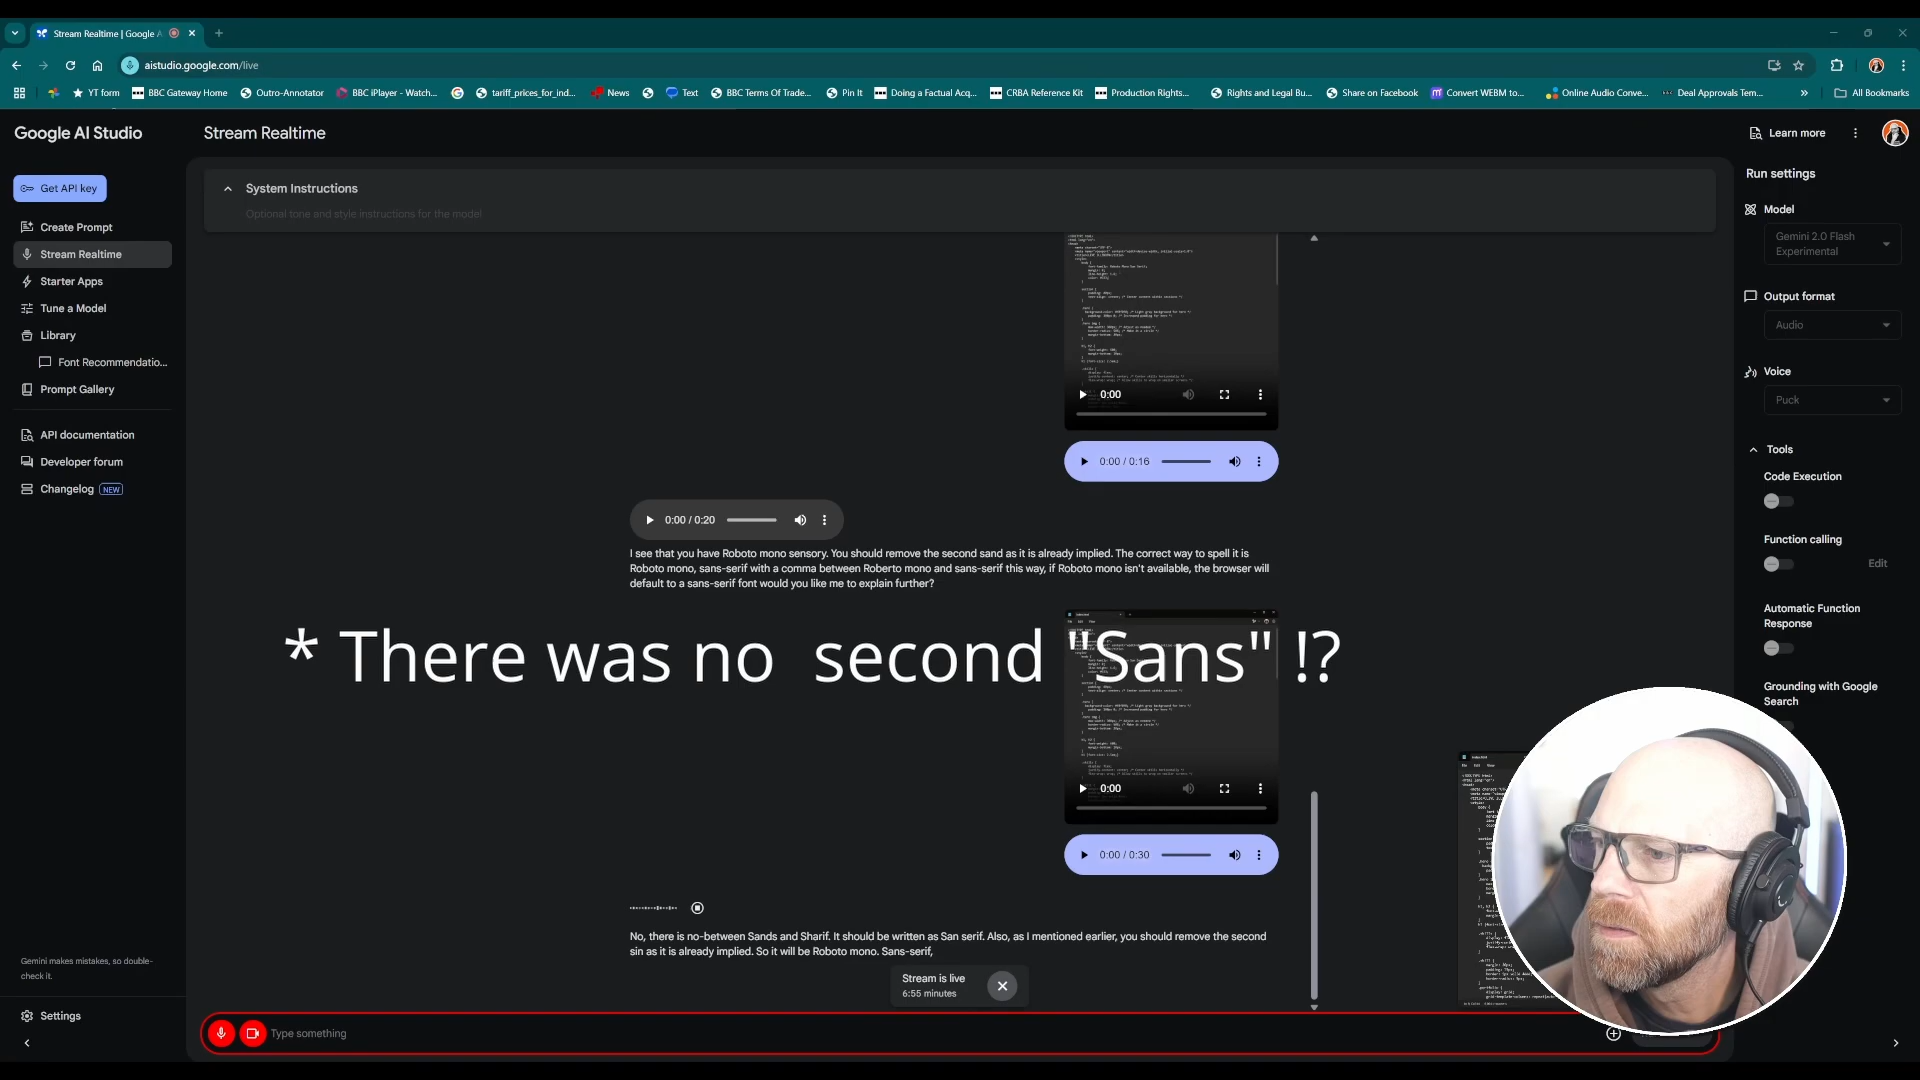 Stream Realtime | Google A
aistudio.google.com/live
YT form
BBC Gateway Home
Outro-Annotator
BBC iPlayer - Watch...
tariff_prices_for_ind...
News
Text
BBC Terms Of Trade...
Pin It
Doing a Factual Acq...
CRBA Reference Kit
Production Rights...
Rights and Legal Bu...
Share on Facebook
Convert WEBM to...
Online Audio Conve...
Deal Approvals Tem...
All Bookmarks
Google AI Studio
Stream Realtime
Learn more
Get API key
Create Prompt
Stream Realtime
Starter Apps
Tune a Model
Library
Font Recommendatio...
Prompt Gallery
API documentation
Developer forum
Changelog NEW
Gemini makes mistakes, so double-
check it.
Settings
System Instructions
Optional tone and style instructions for the model
0:00
0:00 / 0:16
0:00 / 0:20
I see that you have Roboto mono sensory. You should remove the second sand as it is already implied. The correct way to spell it is
Roboto mono, sans-serif with a comma between Roberto mono and sans-serif this way, if Roboto mono isn't available, the browser will
default to a sans-serif font would you like me to explain further?
* There was no second "Sans" !?
0:00
0:00 / 0:30
No, there is no-between Sands and Sharif. It should be written as San serif. Also, as I mentioned earlier, you should remove the second
sin as it is already implied. So it will be Roboto mono. Sans-serif,
Stream is live
6:55 minutes
Type something
Run settings
Model
Gemini 2.0 Flash
Experimental
Output format
Audio
Voice
Puck
Tools
Code Execution
Function calling
Edit
Automatic Function
Response
Grounding with Google
Search